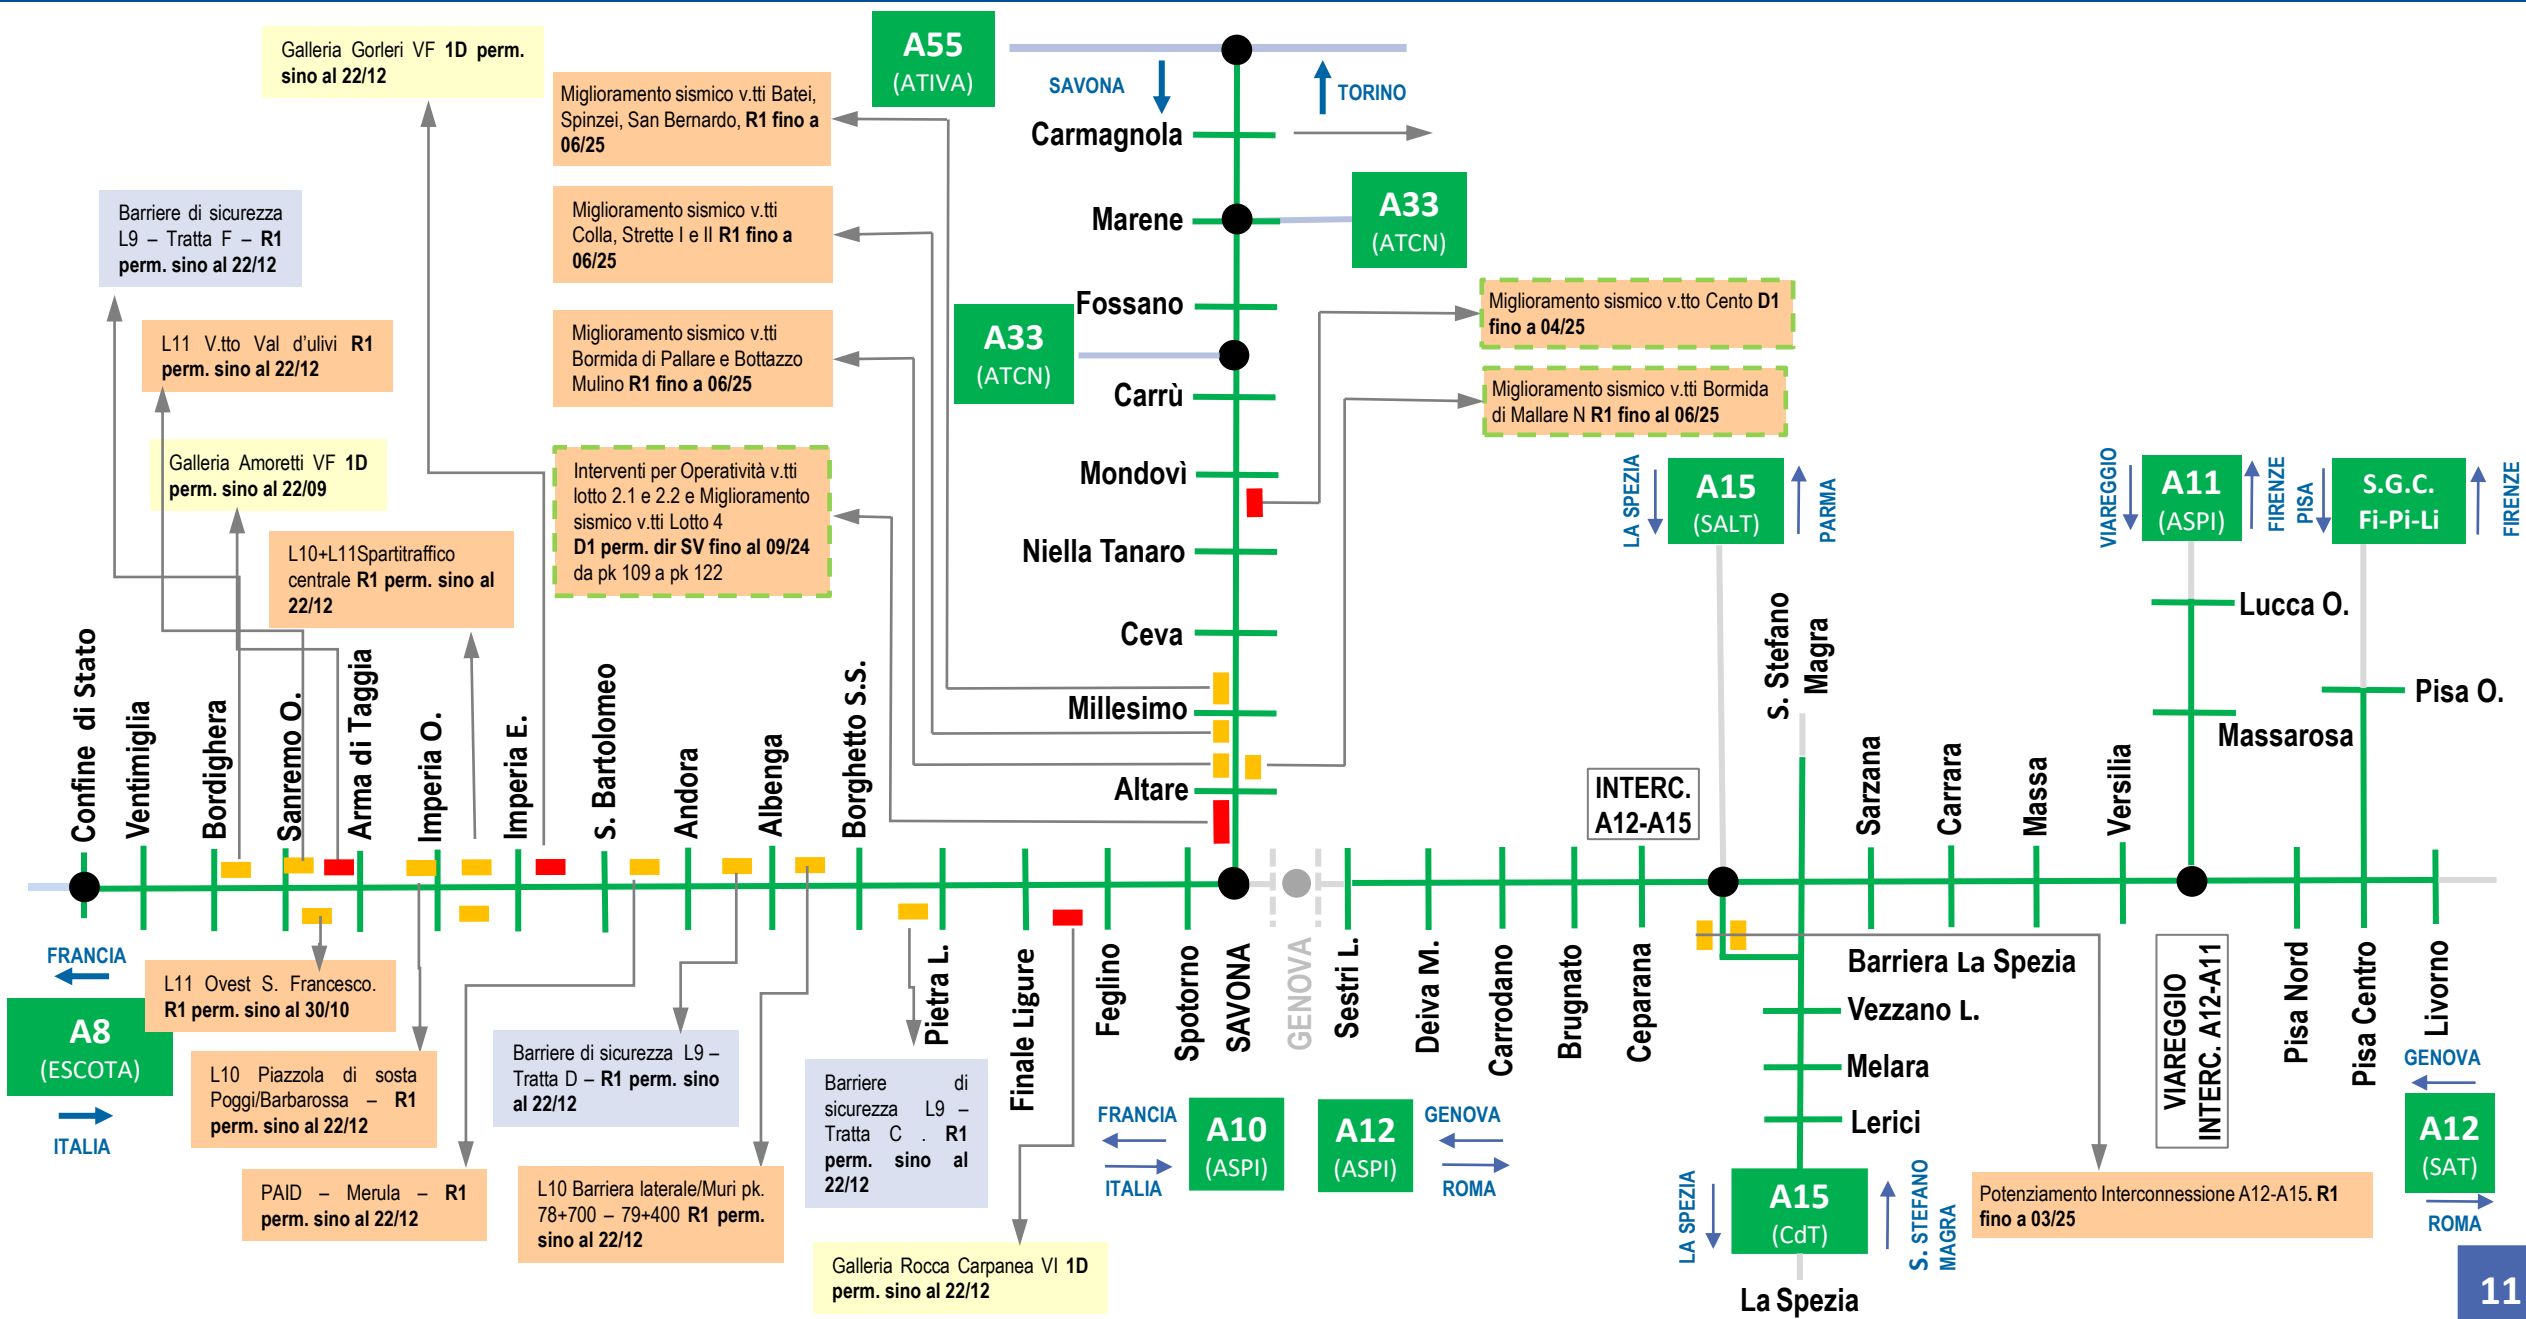 Galleria Gorleri VF 1D perm.
sino al 22/12
A55
(ATIVA)
SAVONA
TORINO
Miglioramento sismico v.tti Batei,
Spinzei, San Bernardo, R1 fino a
06/25
Carmagnola
Barriere di sicurezza
L9 – Tratta F – R1
perm. sino al 22/12
Miglioramento sismico v.tti
Colla, Strette I e II R1 fino a
06/25
Marene
A33
(ATCN)
Fossano
Miglioramento sismico v.tto Cento D1
fino a 04/25
L11 V.tto Val d'ulivi R1
perm. sino al 22/12
Miglioramento sismico v.tti
Bormida di Pallare e Bottazzo
Mulino R1 fino a 06/25
A33
(ATCN)
Carrù
Miglioramento sismico v.tti Bormida
di Mallare N R1 fino al 06/25
Galleria Amoretti VF 1D
perm. sino al 22/09
Interventi per Operatività v.tti
lotto 2.1 e 2.2 e Miglioramento
sismico v.tti Lotto 4
D1 perm. dir SV fino al 09/24
da pk 109 a pk 122
Mondovì
LA SPEZIA
A15
(SALT)
PARMA
VIAREGGIO
A11
(ASPI)
FIRENZE
PISA
S.G.C.
Fi-Pi-Li
FIRENZE
L10+L11Spartitraffico
centrale R1 perm. sino al
22/12
Niella Tanaro
Ceva
Lucca O.
S. Stefano
Magra
Pisa O.
Millesimo
Massarosa
Altare
INTERC.
A12-A15
Confine di Stato
Ventimiglia
Bordighera
Sanremo O.
Arma di Taggia
Imperia O.
Imperia E.
S. Bartolomeo
Andora
Albenga
Borghetto S.S.
Sarzana
Carrara
Massa
Versilia
Pietra L.
Finale Ligure
Feglino
Spotorno
SAVONA
GENOVA
Sestri L.
Deiva M.
Carrodano
Brugnato
Ceparana
Barriera La Spezia
Vezzano L.
Melara
Lerici
VIAREGGIO
INTERC. A12-A11
Pisa Nord
Pisa Centro
Livorno
FRANCIA
A8
(ESCOTA)
ITALIA
L11 Ovest S. Francesco.
R1 perm. sino al 30/10
L10 Piazzola di sosta
Poggi/Barbarossa – R1
perm. sino al 22/12
Barriere di sicurezza L9 –
Tratta D – R1 perm. sino
al 22/12
Barriere di
sicurezza L9 –
Tratta C . R1
perm. sino al
22/12
PAID – Merula – R1
perm. sino al 22/12
L10 Barriera laterale/Muri pk.
78+700 – 79+400 R1 perm.
sino al 22/12
Galleria Rocca Carpanea VI 1D
perm. sino al 22/12
FRANCIA
ITALIA
A10
(ASPI)
A12
(ASPI)
GENOVA
ROMA
LA SPEZIA
A15
(CdT)
S. STEFANO
MAGRA
La Spezia
Potenziamento Interconnessione A12-A15. R1
fino a 03/25
GENOVA
A12
(SAT)
ROMA
11